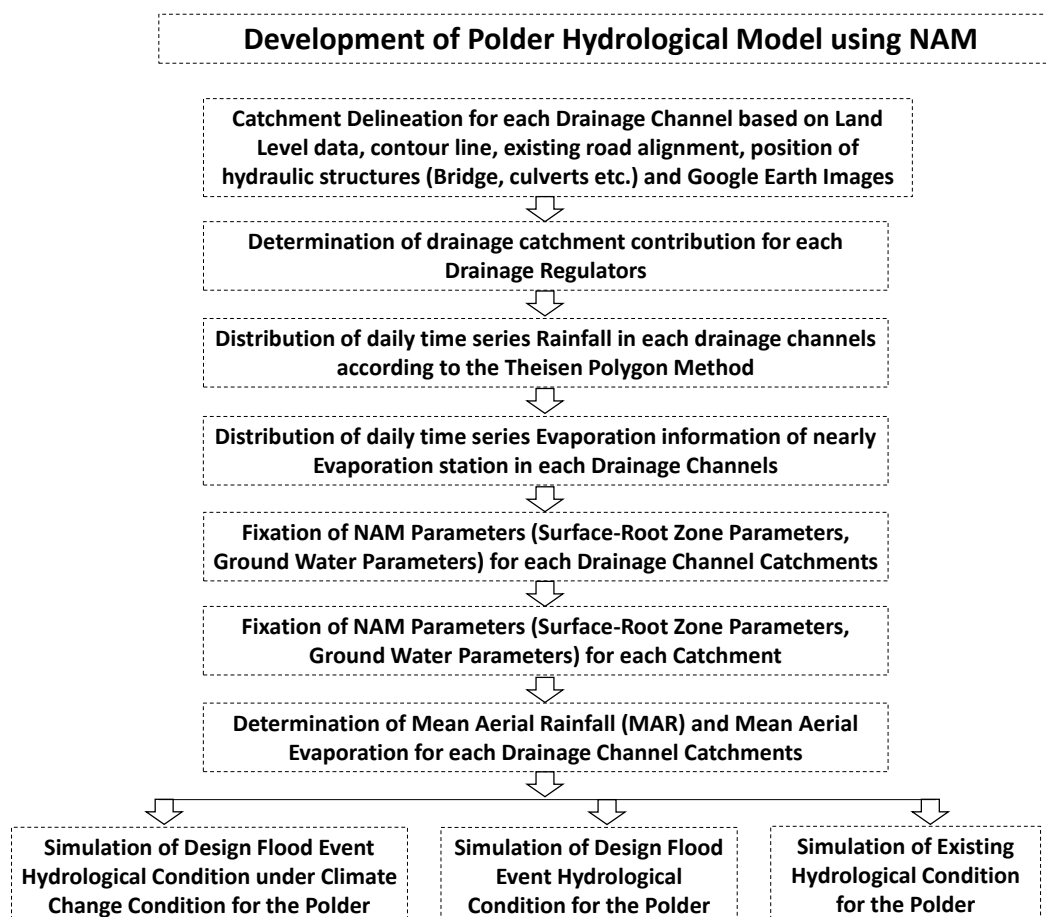 Development of Polder Hydrological Model using NAM
Catchment Delineation for each Drainage Channel based on Land
Level data, contour line, existing road alignment, position of
hydraulic structures (Bridge, culverts etc.) and Google Earth Images
Determination of drainage catchment contribution for each
Drainage Regulators
Distribution of daily time series Rainfall in each drainage channels
according to the Theisen Polygon Method
Distribution of daily time series Evaporation information of nearly
Evaporation station in each Drainage Channels
Fixation of NAM Parameters (Surface-Root Zone Parameters,
Ground Water Parameters) for each Drainage Channel Catchments
Fixation of NAM Parameters (Surface-Root Zone Parameters,
Ground Water Parameters) for each Catchment
Determination of Mean Aerial Rainfall (MAR) and Mean Aerial
Evaporation for each Drainage Channel Catchments
Simulation of Design Flood Event
Hydrological Condition under Climate
Change Condition for the Polder
Simulation of Design Flood
Event Hydrological
Condition for the Polder
Simulation of Existing
Hydrological Condition
for the Polder